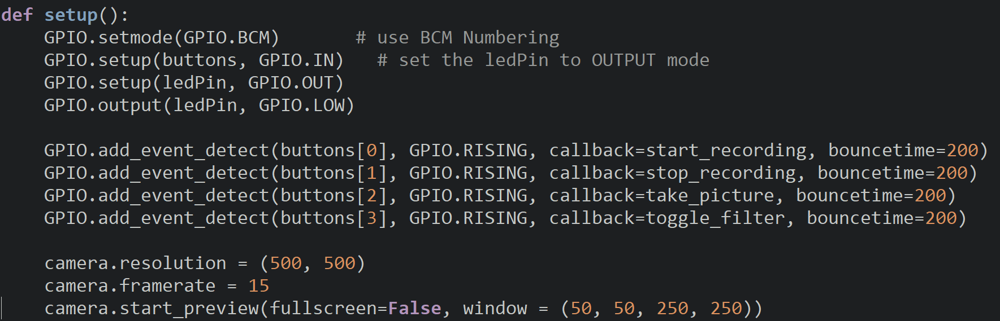 def setup():
    GPIO.setmode(GPIO.BCM)       # use BCM Numbering
    GPIO.setup(buttons, GPIO.IN)   # set the ledPin to OUTPUT mode
    GPIO.setup(ledPin, GPIO.OUT)
    GPIO.output(ledPin, GPIO.LOW)

    GPIO.add_event_detect(buttons[0], GPIO.RISING, callback=start_recording, bouncetime=200)
    GPIO.add_event_detect(buttons[1], GPIO.RISING, callback=stop_recording, bouncetime=200)
    GPIO.add_event_detect(buttons[2], GPIO.RISING, callback=take_picture, bouncetime=200)
    GPIO.add_event_detect(buttons[3], GPIO.RISING, callback=toggle_filter, bouncetime=200)

    camera.resolution = (500, 500)
    camera.framerate = 15
    camera.start_preview(fullscreen=False, window = (50, 50, 250, 250))